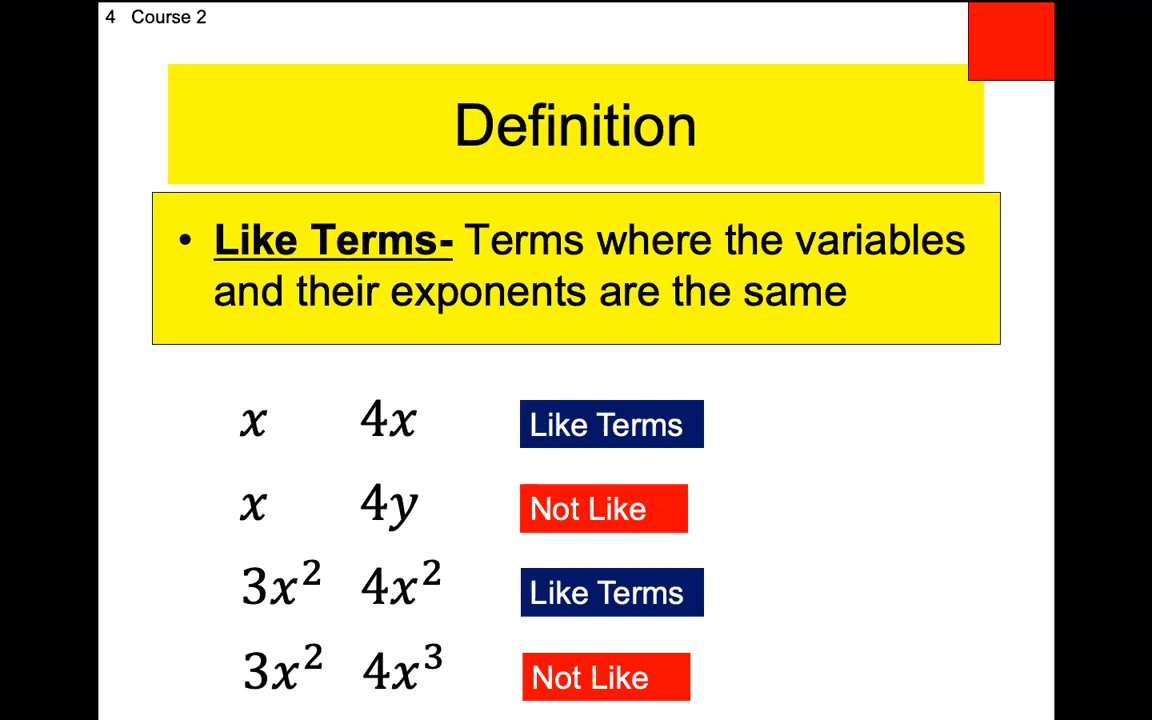 4 Course 2
Definition
• Like Terms- Terms where the variables
and their exponents are the same
x 4x Like Terms
x 4y Not Like
3x² 4x² Like Terms
3x² 4x³ Not Like